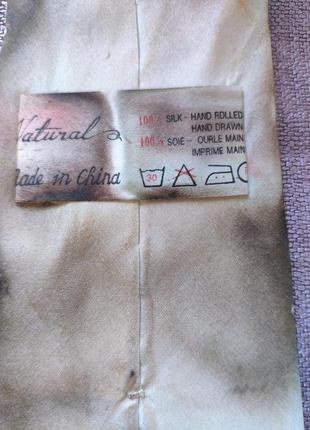 Natural
100% SILK - HAND ROLLED
HAND DRAWN
100% SOIE - OURLE MAIN
IMPRIME MAIN
Made in China
30